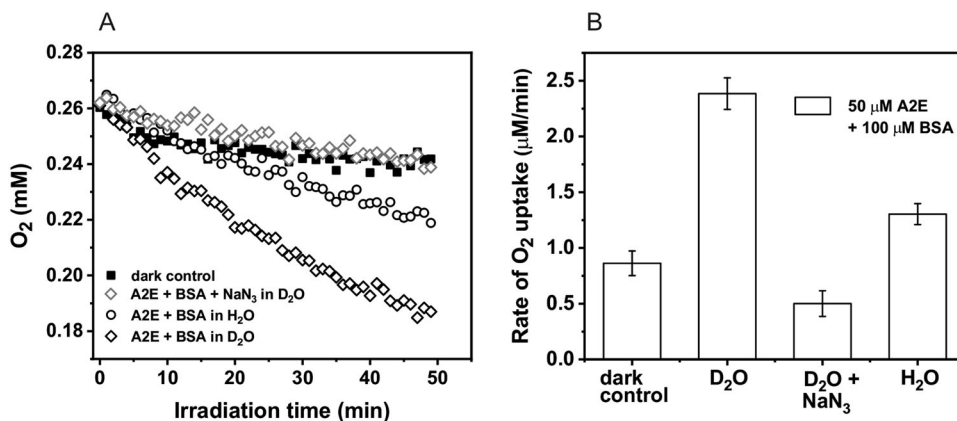 A
0.28
0.26
0.24
0.22
0.20
0.18
O₂ (mM)
dark control
A2E + BSA + NaN₃ in D₂O
A2E + BSA in H₂O
A2E + BSA in D₂O
0 10 20 30 40 50
Irradiation time (min)
B
2.5
2.0
1.5
1.0
0.5
0.0
Rate of O₂ uptake (μM/min)
50 μM A2E
+ 100 μM BSA
dark
control
D₂O
D₂O +
NaN₃
H₂O